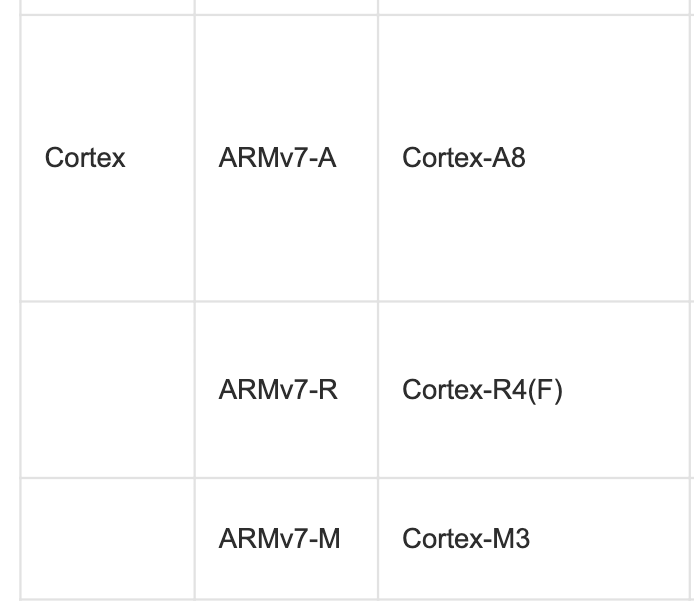 Cortex ARMv7-A Cortex-A8
ARMv7-R Cortex-R4(F)
ARMv7-M Cortex-M3